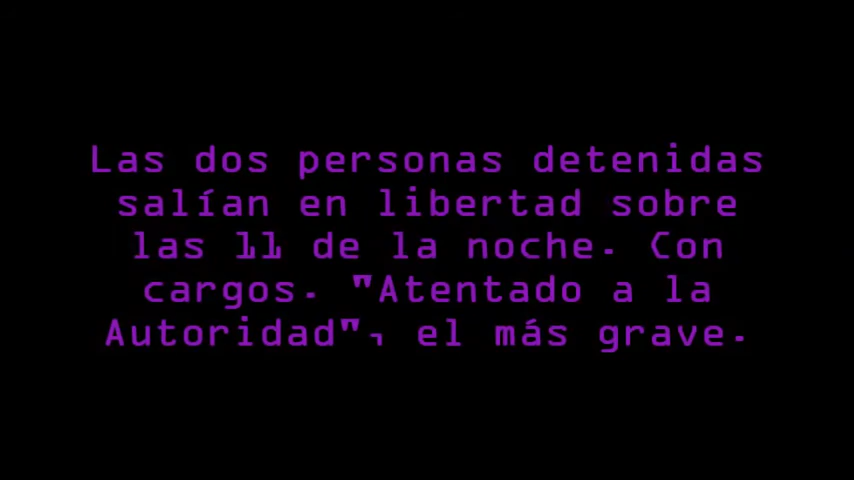 Las dos personas detenidas
salían en libertad sobre
las 11 de la noche. Con
cargos. "Atentado a la
Autoridad", el más grave.